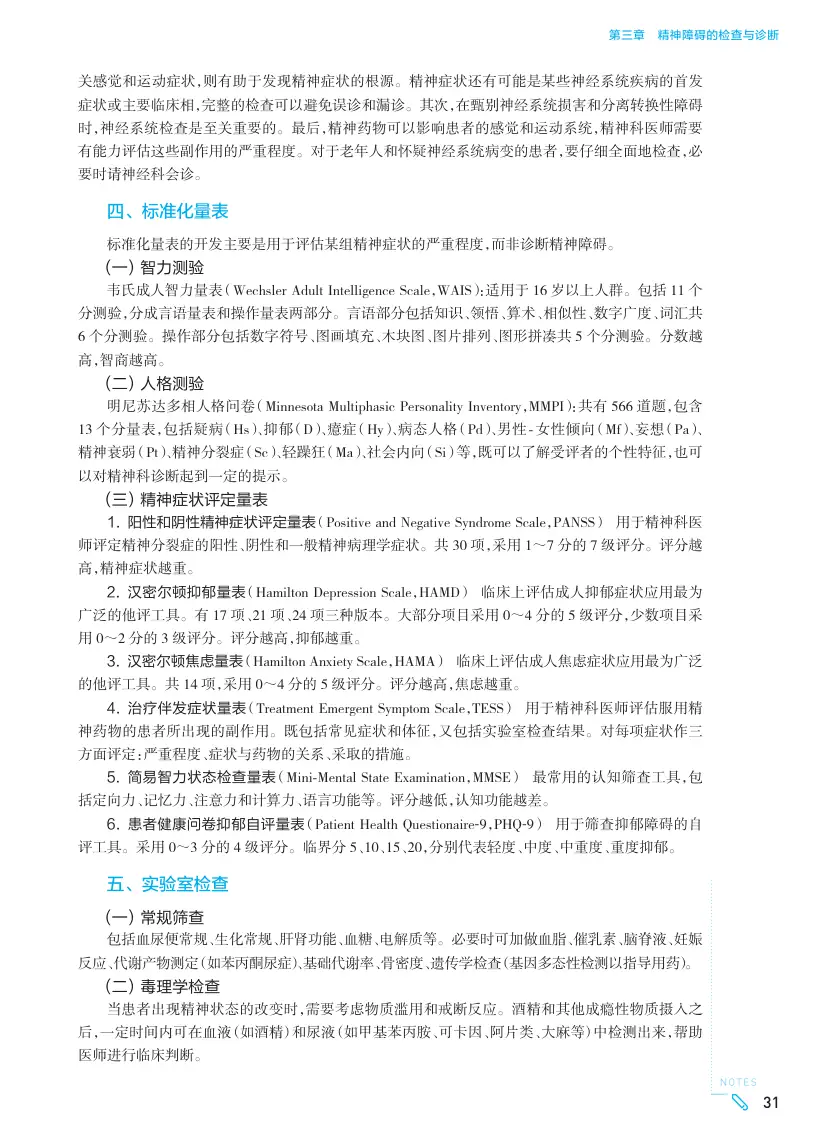 第三章　精神障碍的检查与诊断
关感觉和运动症状,则有助于发现精神症状的根源。精神症状还有可能是某些神经系统疾病的首发
症状或主要临床相,完整的检查可以避免误诊和漏诊。其次,在甄别神经系统损害和分离转换性障碍
时,神经系统检查是至关重要的。最后,精神药物可以影响患者的感觉和运动系统,精神科医师需要
有能力评估这些副作用的严重程度。对于老年人和怀疑神经系统病变的患者,要仔细全面地检查,必
要时请神经科会诊。
四、标准化量表
标准化量表的开发主要是用于评估某组精神症状的严重程度,而非诊断精神障碍。
（一）智力测验
韦氏成人智力量表（Wechsler Adult Intelligence Scale,WAIS）:适用于 16 岁以上人群。包括 11 个
分测验,分成言语量表和操作量表两部分。言语部分包括知识、领悟、算术、相似性、数字广度、词汇共
6 个分测验。操作部分包括数字符号、图画填充、木块图、图片排列、图形拼凑共 5 个分测验。分数越
高,智商越高。
（二）人格测验
明尼苏达多相人格问卷（Minnesota Multiphasic Personality Inventory,MMPI）:共有 566 道题,包含
13 个分量表,包括疑病（Hs）、抑郁（D）、癔症（Hy）、病态人格（Pd）、男性-女性倾向（Mf）、妄想（Pa）、
精神衰弱（Pt）、精神分裂症（Sc）、轻躁狂（Ma）、社会内向（Si）等,既可以了解受评者的个性特征,也可
以对精神科诊断起到一定的提示。
（三）精神症状评定量表
1. 阳性和阴性精神症状评定量表（Positive and Negative Syndrome Scale,PANSS）　用于精神科医
师评定精神分裂症的阳性、阴性和一般精神病理学症状。共 30 项,采用 1～7 分的 7 级评分。评分越
高,精神症状越重。
2. 汉密尔顿抑郁量表（Hamilton Depression Scale,HAMD）　临床上评估成人抑郁症状应用最为
广泛的他评工具。有 17 项、21 项、24 项三种版本。大部分项目采用 0～4 分的 5 级评分,少数项目采
用 0～2 分的 3 级评分。评分越高,抑郁越重。
3. 汉密尔顿焦虑量表（Hamilton Anxiety Scale,HAMA）　临床上评估成人焦虑症状应用最为广泛
的他评工具。共 14 项,采用 0～4 分的 5 级评分。评分越高,焦虑越重。
4. 治疗伴发症状量表（Treatment Emergent Symptom Scale,TESS）　用于精神科医师评估服用精
神药物的患者所出现的副作用。既包括常见症状和体征,又包括实验室检查结果。对每项症状作三
方面评定:严重程度、症状与药物的关系、采取的措施。
5. 简易智力状态检查量表（Mini-Mental State Examination,MMSE）　最常用的认知筛查工具,包
括定向力、记忆力、注意力和计算力、语言功能等。评分越低,认知功能越差。
6. 患者健康问卷抑郁自评量表（Patient Health Questionaire-9,PHQ-9）　用于筛查抑郁障碍的自
评工具。采用 0～3 分的 4 级评分。临界分 5、10、15、20,分别代表轻度、中度、中重度、重度抑郁。
五、实验室检查
（一）常规筛查
包括血尿便常规、生化常规、肝肾功能、血糖、电解质等。必要时可加做血脂、催乳素、脑脊液、妊娠
反应、代谢产物测定（如苯丙酮尿症）、基础代谢率、骨密度、遗传学检查（基因多态性检测以指导用药）。
（二）毒理学检查
当患者出现精神状态的改变时,需要考虑物质滥用和戒断反应。酒精和其他成瘾性物质摄入之
后,一定时间内可在血液（如酒精）和尿液（如甲基苯丙胺、可卡因、阿片类、大麻等）中检测出来,帮助
医师进行临床判断。
NOTES
31